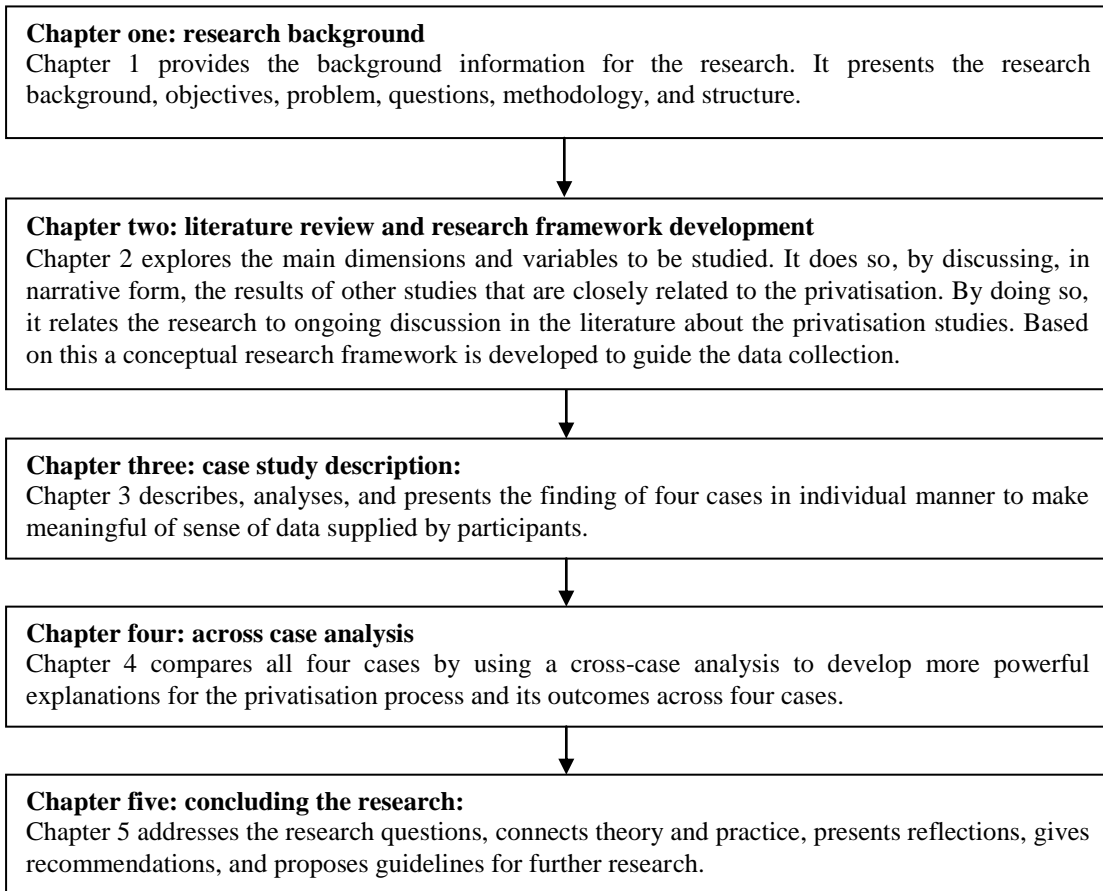 Chapter one: research background
Chapter 1 provides the background information for the research. It presents the research
background, objectives, problem, questions, methodology, and structure.
Chapter two: literature review and research framework development
Chapter 2 explores the main dimensions and variables to be studied. It does so, by discussing, in
narrative form, the results of other studies that are closely related to the privatisation. By doing so,
it relates the research to ongoing discussion in the literature about the privatisation studies. Based
on this a conceptual research framework is developed to guide the data collection.
Chapter three: case study description:
Chapter 3 describes, analyses, and presents the finding of four cases in individual manner to make
meaningful of sense of data supplied by participants.
Chapter four: across case analysis
Chapter 4 compares all four cases by using a cross-case analysis to develop more powerful
explanations for the privatisation process and its outcomes across four cases.
Chapter five: concluding the research:
Chapter 5 addresses the research questions, connects theory and practice, presents reflections, gives
recommendations, and proposes guidelines for further research.